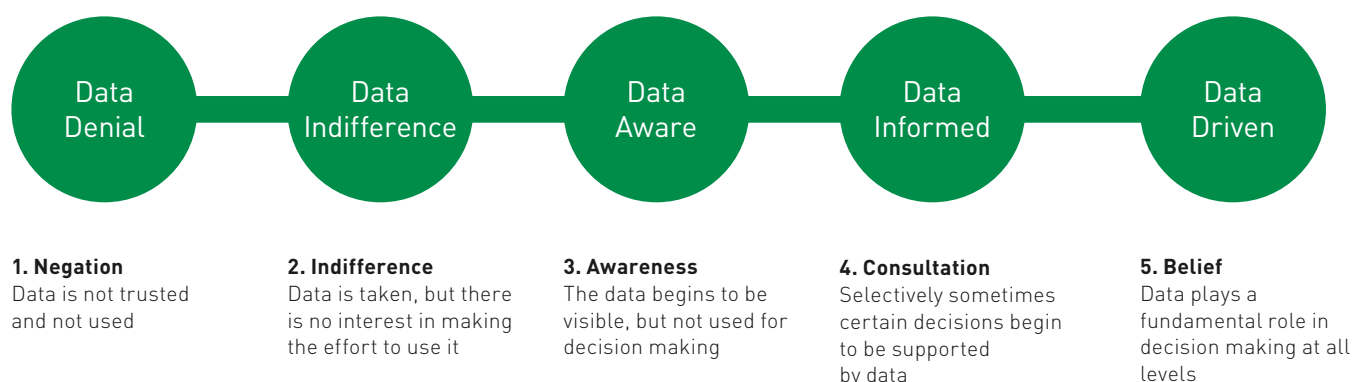 Data
Denial
Data
Indifference
Data
Aware
Data
Informed
Data
Driven
1. Negation
Data is not trusted
and not used
2. Indifference
Data is taken, but there
is no interest in making
the effort to use it
3. Awareness
The data begins to be
visible, but not used for
decision making
4. Consultation
Selectively sometimes
certain decisions begin
to be supported
by data
5. Belief
Data plays a
fundamental role in
decision making at all
levels